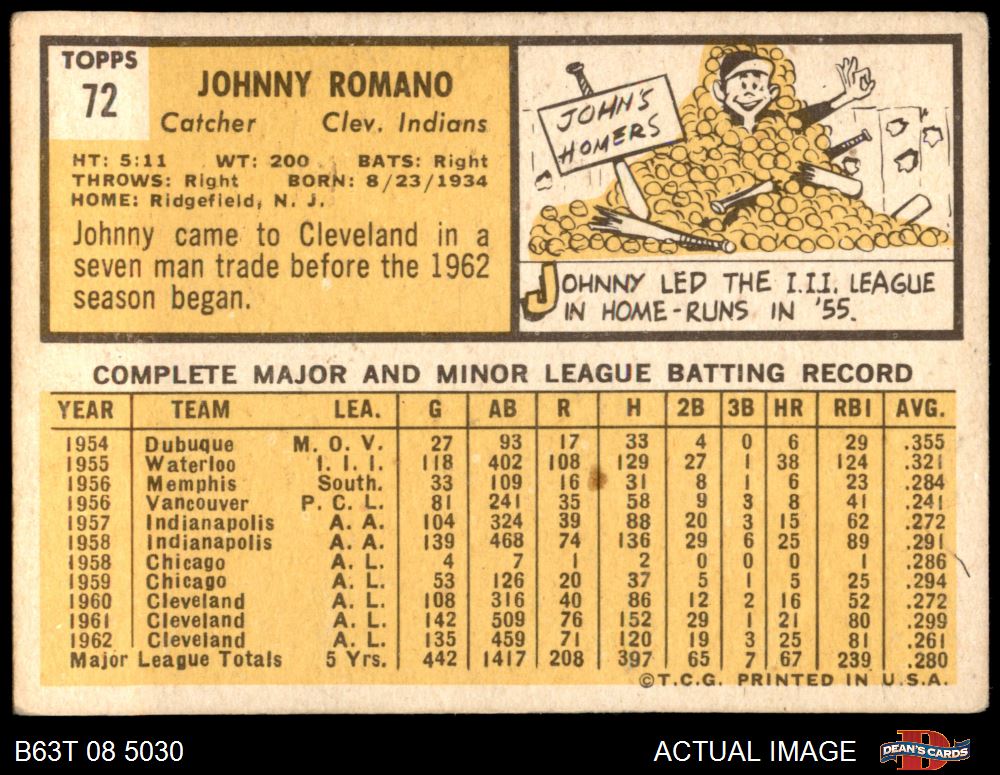 TOPPS
72
JOHNNY ROMANO
Catcher Clev. Indians
HT: 5:11 WT: 200 BATS: Right
THROWS: Right BORN: 8/23/1934
HOME: Ridgefield, N. J.
Johnny came to Cleveland in a
seven man trade before the 1962
season began.
JOHN'S
HOMERS
JOHNNY LED THE I.I.I. LEAGUE
IN HOME-RUNS IN '55.
COMPLETE MAJOR AND MINOR LEAGUE BATTING RECORD
YEAR TEAM LEA. G AB R H 2B 3B HR RBI AVG.
1954 Dubuque M. O. V. 27 93 17 33 4 0 6 29 .355
1955 Waterloo I. I. I. 118 402 108 129 27 1 38 124 .321
1956 Memphis South. 33 109 16 31 8 1 6 23 .284
1956 Vancouver P. C. L. 81 241 35 58 9 3 8 41 .241
1957 Indianapolis A. A. 104 324 39 88 20 3 15 62 .272
1958 Indianapolis A. A. 139 468 74 136 29 6 25 89 .291
1958 Chicago A. L. 4 7 1 2 0 0 0 1 .286
1959 Chicago A. L. 53 126 20 37 5 1 5 25 .294
1960 Cleveland A. L. 108 316 40 86 12 2 16 52 .272
1961 Cleveland A. L. 142 509 76 152 29 1 21 80 .299
1962 Cleveland A. L. 135 459 71 120 19 3 25 81 .261
Major League Totals 5 Yrs. 442 1417 208 397 65 7 67 239 .280
©T.C.G. PRINTED IN U.S.A.
B63T 08 5030 ACTUAL IMAGE DEAN'S CARDS